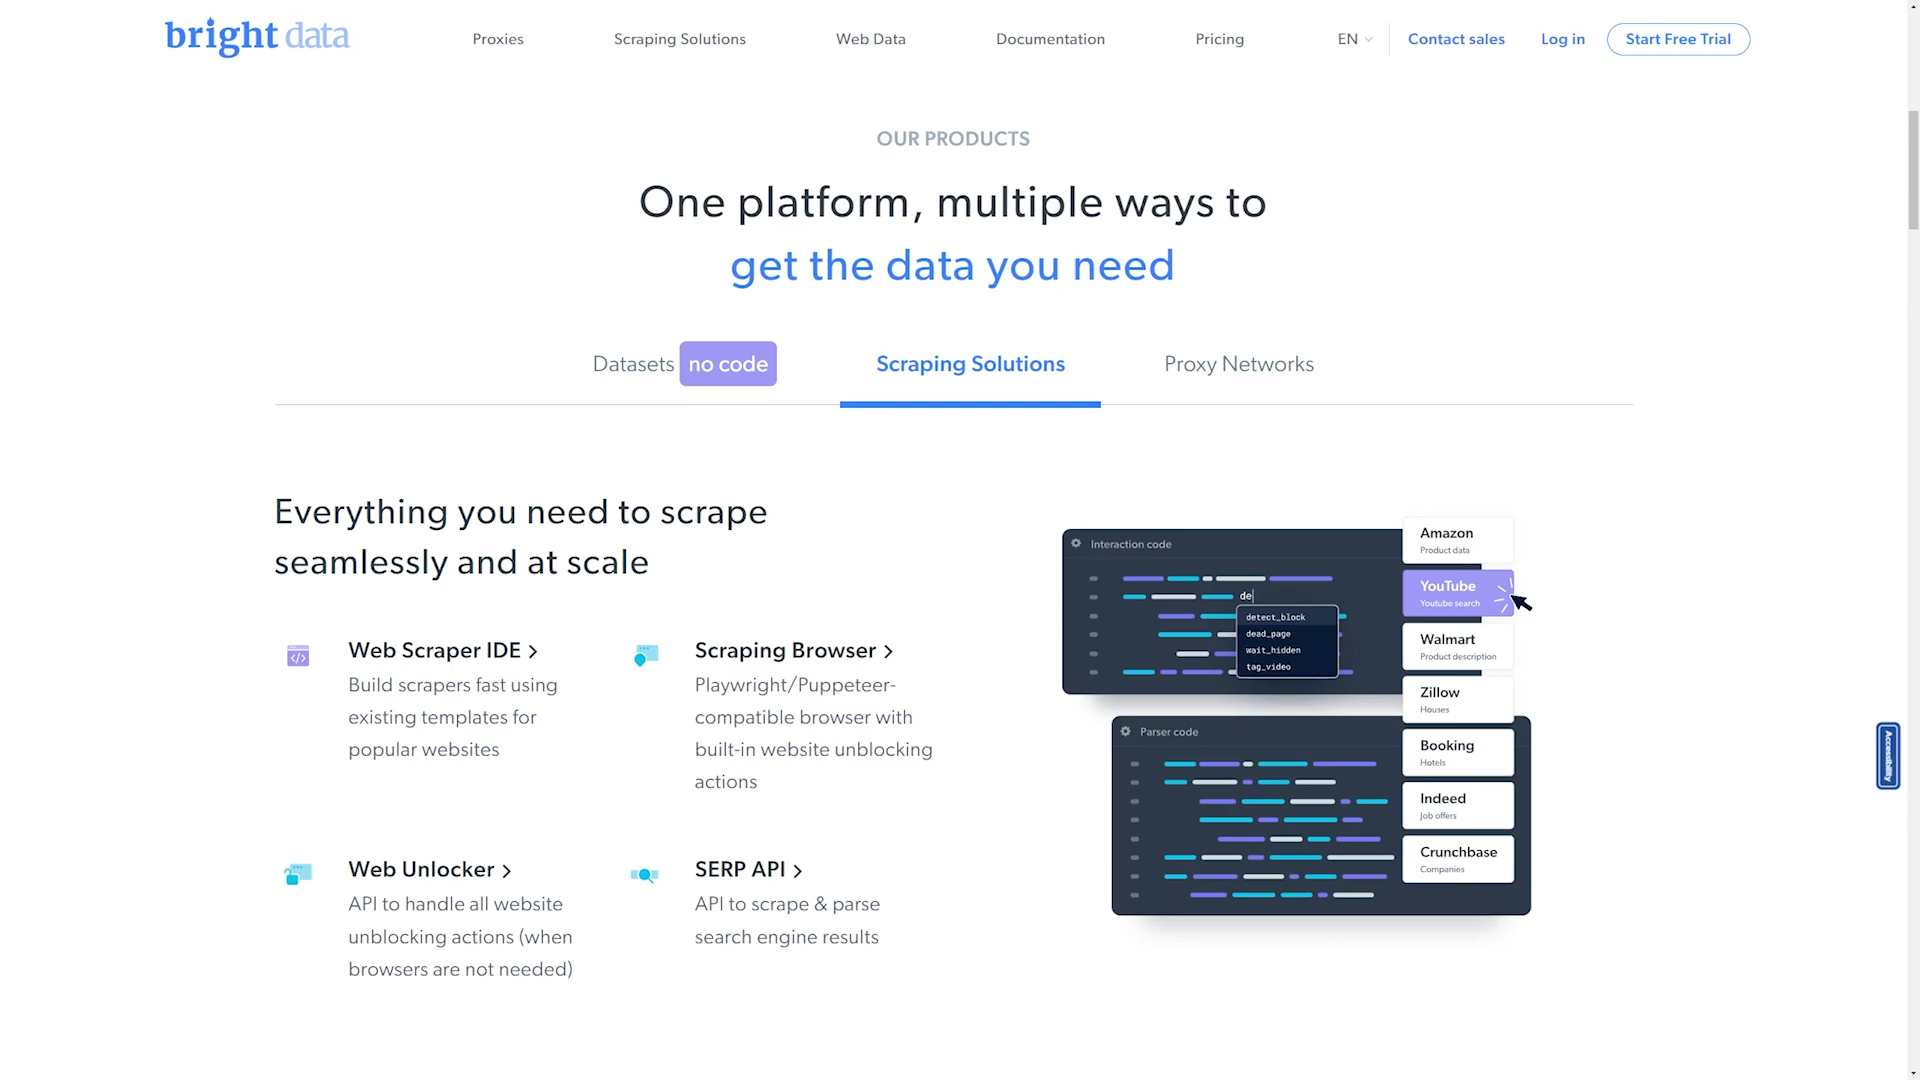 bright data
Proxies
Scraping Solutions
Web Data
Documentation
Pricing
EN
Contact sales
Log in
Start Free Trial
OUR PRODUCTS
One platform, multiple ways to
get the data you need
Datasets no code
Scraping Solutions
Proxy Networks
Everything you need to scrape
seamlessly and at scale
Web Scraper IDE >
Build scrapers fast using
existing templates for
popular websites
Scraping Browser >
Playwright/Puppeteer-
compatible browser with
built-in website unblocking
actions
Web Unlocker >
API to handle all website
unblocking actions (when
browsers are not needed)
SERP API >
API to scrape & parse
search engine results
Interaction code
de
detect_block
dead_page
wait_hidden
tag_video
Parser code
Amazon
Product data
YouTube
Youtube search
Walmart
Product description
Zillow
Houses
Booking
Hotels
Indeed
Job offers
Crunchbase
Companies
Accessibility